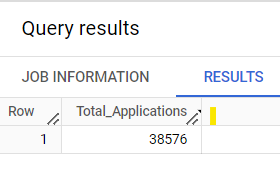 Query results
JOB INFORMATION RESULTS
Row Total_Applications
1 38576